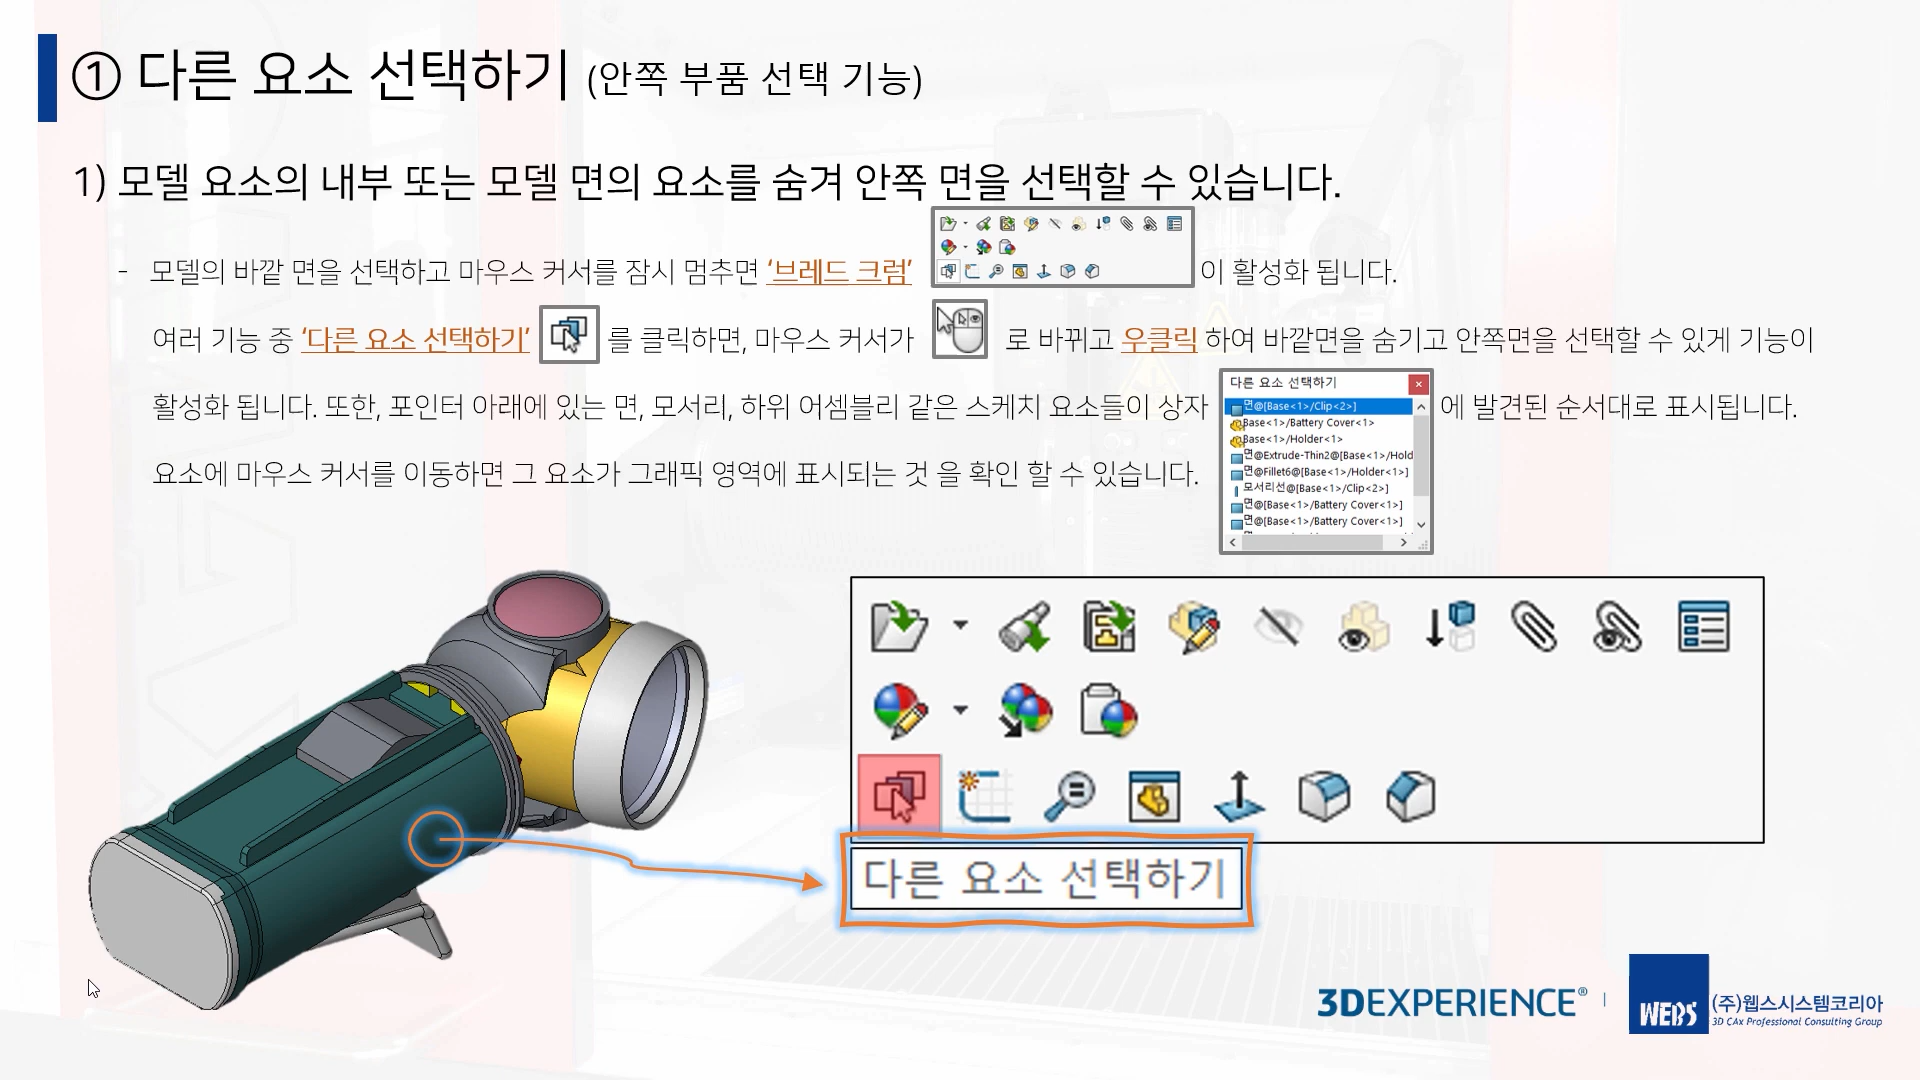 ① 다른 요소 선택하기 (안쪽 부품 선택 기능)
1) 모델 요소의 내부 또는 모델 면의 요소를 숨겨 안쪽 면을 선택할 수 있습니다.
- 모델의 바깥 면을 선택하고 마우스 커서를 잠시 멈추면 ‘브레드 크럼’ 이 활성화 됩니다.
여러 기능 중 ‘다른 요소 선택하기’ 를 클릭하면, 마우스 커서가 로 바뀌고 우클릭 하여 바깥면을 숨기고 안쪽면을 선택할 수 있게 기능이
활성화 됩니다. 또한, 포인터 아래에 있는 면, 모서리, 하위 어셈블리 같은 스케치 요소들이 상자 에 발견된 순서대로 표시됩니다.
요소에 마우스 커서를 이동하면 그 요소가 그래픽 영역에 표시되는 것 을 확인 할 수 있습니다.
다른 요소 선택하기
면@[Base<1>/Clip<2>]
Base<1>/Battery Cover<1>
Base<1>/Holder<1>
면@Extrude-Thin2@[Base<1>/Hold
면@Fillet6@[Base<1>/Holder<1>]
모서리선@[Base<1>/Clip<2>]
면@[Base<1>/Battery Cover<1>]
면@[Base<1>/Battery Cover<1>]
다른 요소 선택하기
3DEXPERIENCE® |
WEBS (주)웹스시스템코리아
3D CAx Professional Consulting Group